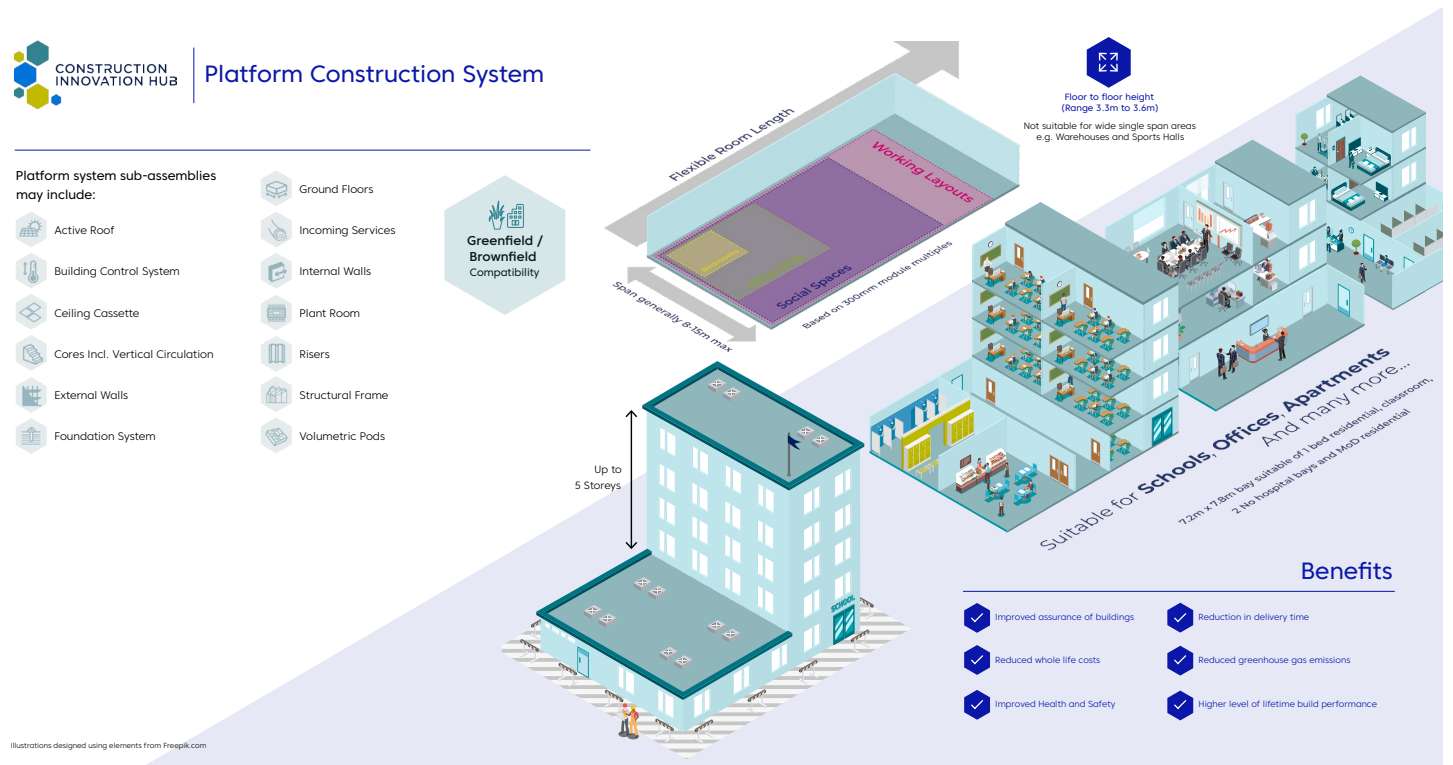 CONSTRUCTION
INNOVATION HUB
Platform Construction System
Platform system sub-assemblies
may include:
Active Roof
Building Control System
Ceiling Cassette
Cores Incl. Vertical Circulation
External Walls
Foundation System
Ground Floors
Incoming Services
Internal Walls
Plant Room
Risers
Structural Frame
Volumetric Pods
Greenfield /
Brownfield
Compatibility
Flexible Room Length
Working Layouts
Social Spaces
Bedrooms
Span generally 8-15m max
Based on 300mm module multiples
Floor to floor height
(Range 3.3m to 3.6m)
Not suitable for wide single span areas
e.g. Warehouses and Sports Halls
Up to
5 Storeys
SCHOOL
Suitable for Schools, Offices, Apartments
And many more...
7.2m x 7.8m bay suitable of 1 bed residential, classroom,
2 No hospital bays and MoD residential
Benefits
Improved assurance of buildings
Reduced whole life costs
Improved Health and Safety
Reduction in delivery time
Reduced greenhouse gas emissions
Higher level of lifetime build performance
Illustrations designed using elements from Freepik.com